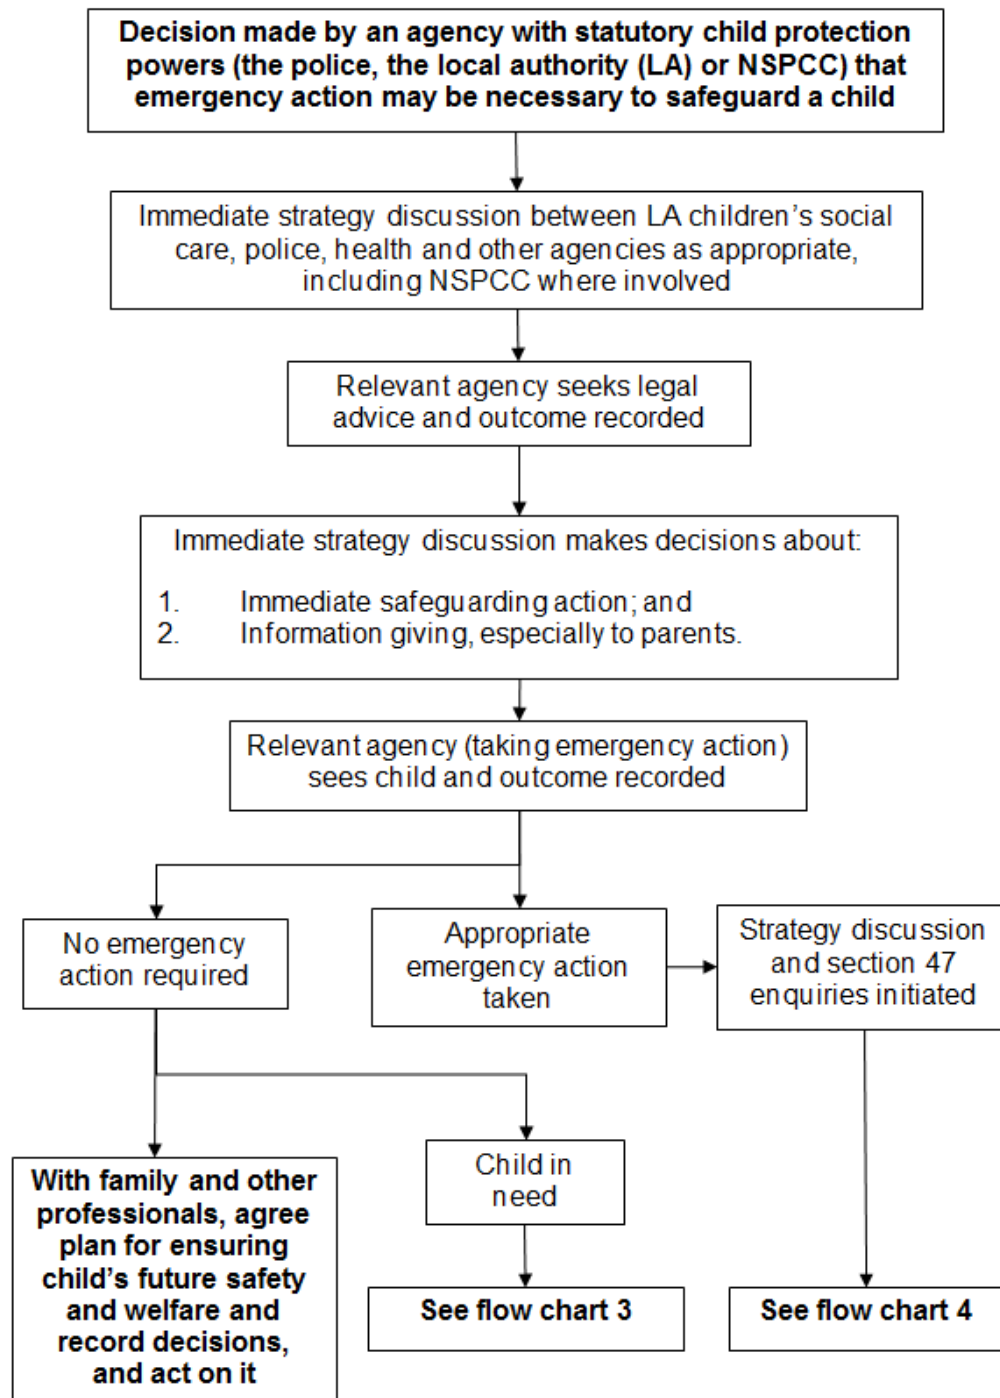 Decision made by an agency with statutory child protection
powers (the police, the local authority (LA) or NSPCC) that
emergency action may be necessary to safeguard a child
Immediate strategy discussion between LA children’s social
care, police, health and other agencies as appropriate,
including NSPCC where involved
Relevant agency seeks legal
advice and outcome recorded
Immediate strategy discussion makes decisions about:
1. Immediate safeguarding action; and
2. Information giving, especially to parents.
Relevant agency (taking emergency action)
sees child and outcome recorded
No emergency
action required
Appropriate
emergency action
taken
Strategy discussion
and section 47
enquiries initiated
With family and other
professionals, agree
plan for ensuring
child’s future safety
and welfare and
record decisions,
and act on it
Child in
need
See flow chart 3
See flow chart 4